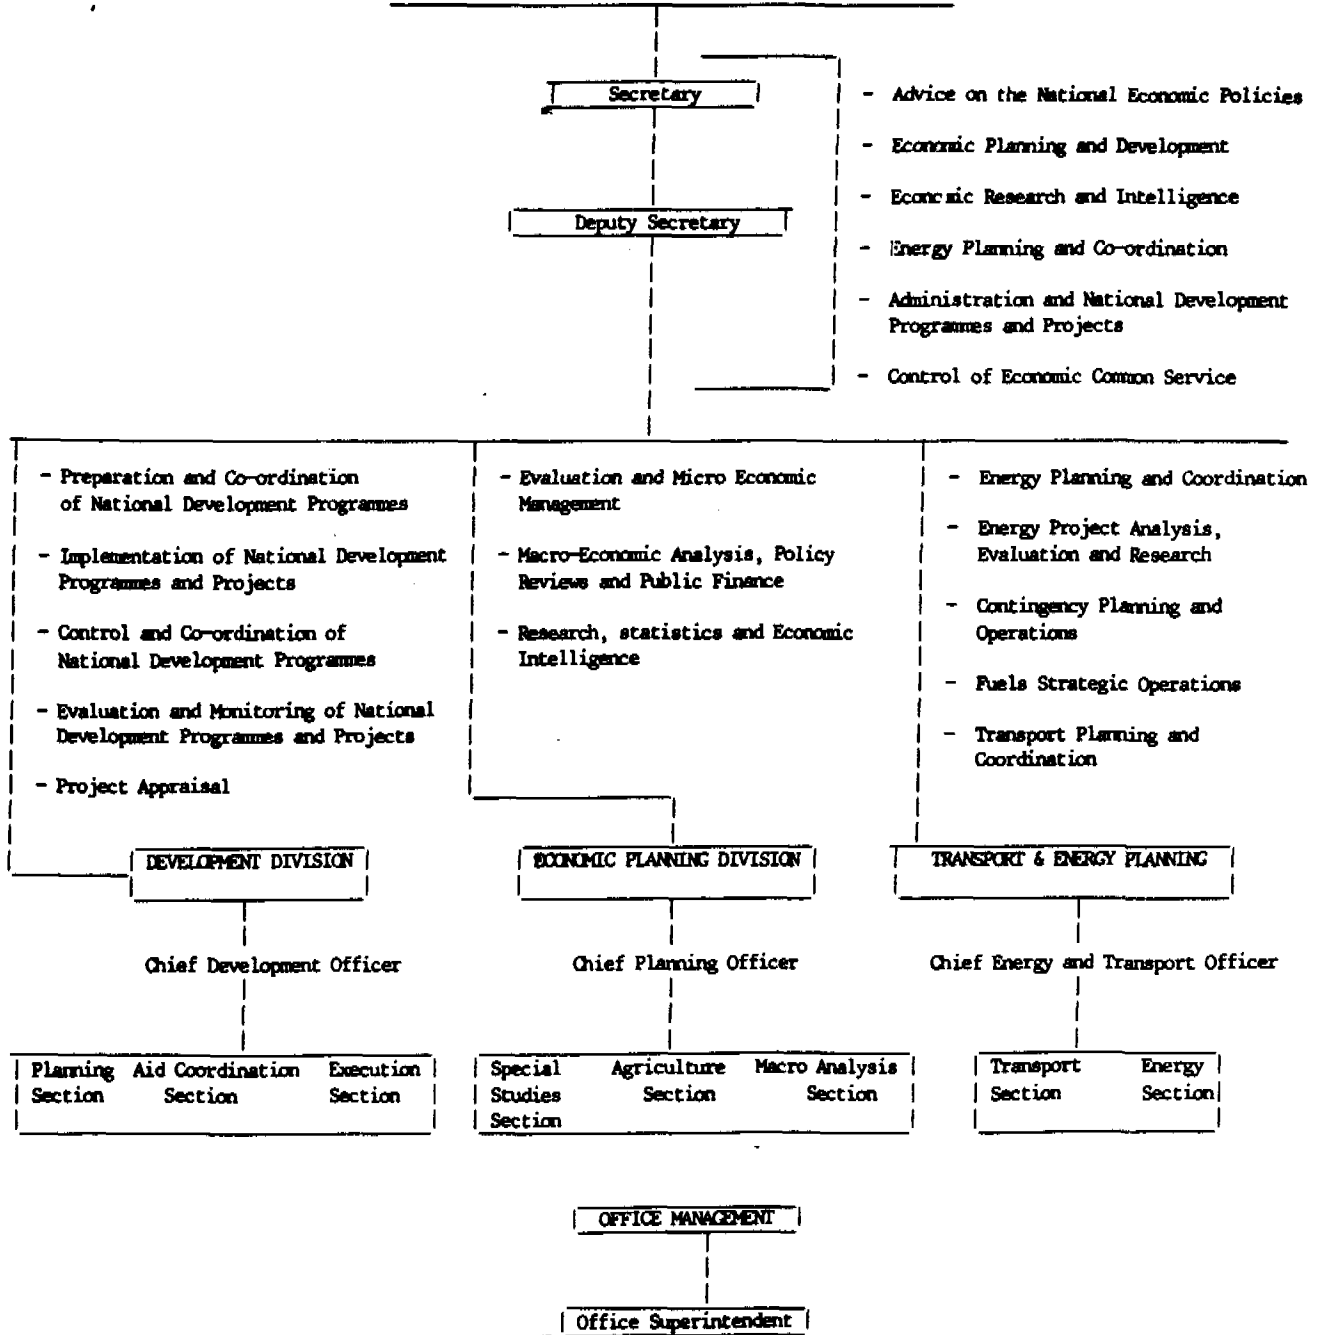 Secretary
- Advice on the National Economic Policies
- Economic Planning and Development
- Economic Research and Intelligence
Deputy Secretary
- Energy Planning and Co-ordination
- Administration and National Development
Programmes and Projects
- Control of Economic Common Service
- Preparation and Co-ordination
of National Development Programmes
- Implementation of National Development
Programmes and Projects
- Control and Co-ordination of
National Development Programmes
- Evaluation and Monitoring of National
Development Programmes and Projects
- Project Appraisal
- Evaluation and Micro Economic
Management
- Macro-Economic Analysis, Policy
Reviews and Public Finance
- Research, statistics and Economic
Intelligence
- Energy Planning and Coordination
- Energy Project Analysis,
Evaluation and Research
- Contingency Planning and
Operations
- Fuels Strategic Operations
- Transport Planning and
Coordination
DEVELOPMENT DIVISION
ECONOMIC PLANNING DIVISION
TRANSPORT & ENERGY PLANNING
Chief Development Officer
Chief Planning Officer
Chief Energy and Transport Officer
Planning
Section
Aid Coordination
Section
Execution
Section
Special
Studies
Section
Agriculture
Section
Macro Analysis
Section
Transport
Section
Energy
Section
OFFICE MANAGEMENT
Office Superintendent